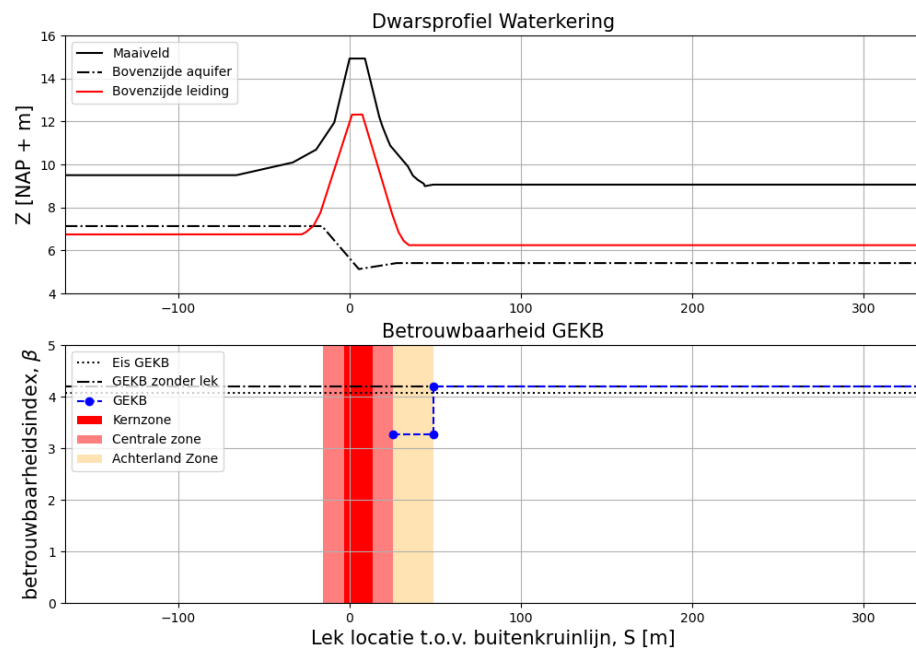 Dwarsprofiel Waterkering
Z [NAP + m]
16
14
12
10
8
6
4
Maaiveld
Bovenzijde aquifer
Bovenzijde leiding
−100
0
100
200
300
Betrouwbaarheid GEKB
betrouwbaarheidsindex, β
5
4
3
2
1
0
Eis GEKB
GEKB zonder lek
GEKB
Kernzone
Centrale zone
Achterland Zone
−100
0
100
200
300
Lek locatie t.o.v. buitenkruinlijn, S [m]